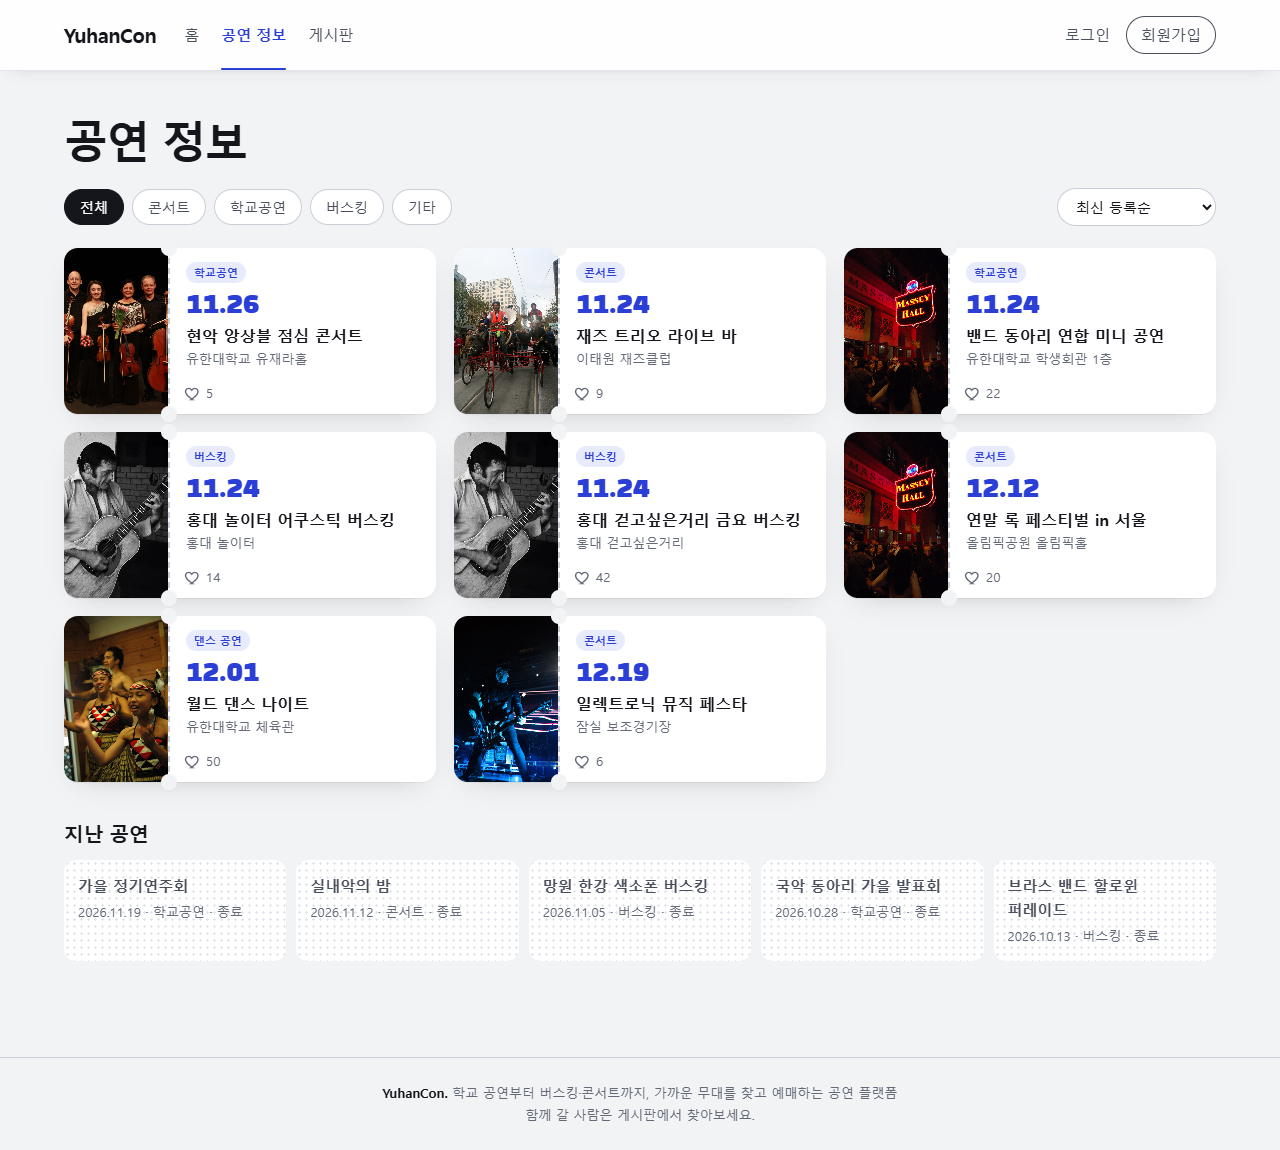 YuhanCon 홈 공연 정보 게시판 로그인 회원가입
공연 정보
전체 콘서트 학교공연 버스킹 기타 최신 등록순
학교공연
11.26
현악 앙상블 점심 콘서트
유한대학교 유재라홀
5
콘서트
11.24
재즈 트리오 라이브 바
이태원 재즈클럽
9
MASSEY
HALL
학교공연
11.24
밴드 동아리 연합 미니 공연
유한대학교 학생회관 1층
22
버스킹
11.24
홍대 놀이터 어쿠스틱 버스킹
홍대 놀이터
14
버스킹
11.24
홍대 걷고싶은거리 금요 버스킹
홍대 걷고싶은거리
42
MASSEY
HALL
콘서트
12.12
연말 록 페스티벌 in 서울
올림픽공원 올림픽홀
20
댄스 공연
12.01
월드 댄스 나이트
유한대학교 체육관
50
콘서트
12.19
일렉트로닉 뮤직 페스타
잠실 보조경기장
6
지난 공연
가을 정기연주회
2026.11.19 · 학교공연 · 종료
실내악의 밤
2026.11.12 · 콘서트 · 종료
망원 한강 색소폰 버스킹
2026.11.05 · 버스킹 · 종료
국악 동아리 가을 발표회
2026.10.28 · 학교공연 · 종료
브라스 밴드 할로윈
퍼레이드
2026.10.13 · 버스킹 · 종료
YuhanCon. 학교 공연부터 버스킹·콘서트까지, 가까운 무대를 찾고 예매하는 공연 플랫폼
함께 갈 사람은 게시판에서 찾아보세요.